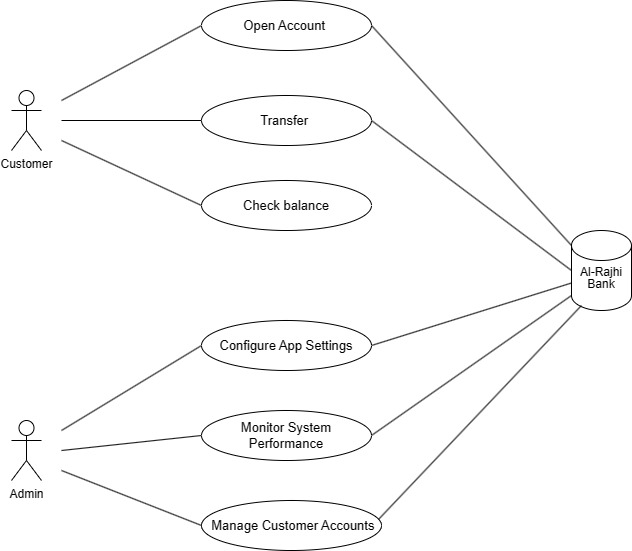 Open Account
Customer
Transfer
Check balance
Al-Rajhi
Bank
Configure App Settings
Admin
Monitor System
Performance
Manage Customer Accounts